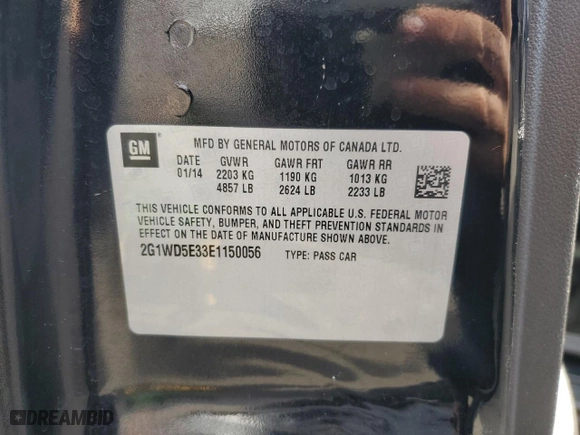 GM
MFD BY GENERAL MOTORS OF CANADA LTD.
DATE GVWR GAWR FRT GAWR RR
01/14 2203 KG 1190 KG 1013 KG
4857 LB 2624 LB 2233 LB
THIS VEHICLE CONFORMS TO ALL APPLICABLE U.S. FEDERAL MOTOR
VEHICLE SAFETY, BUMPER, AND THEFT PREVENTION STANDARDS IN
EFFECT ON THE DATE OF MANUFACTURE SHOWN ABOVE.
2G1WD5E33E1150056 TYPE: PASS CAR
DREAMBID